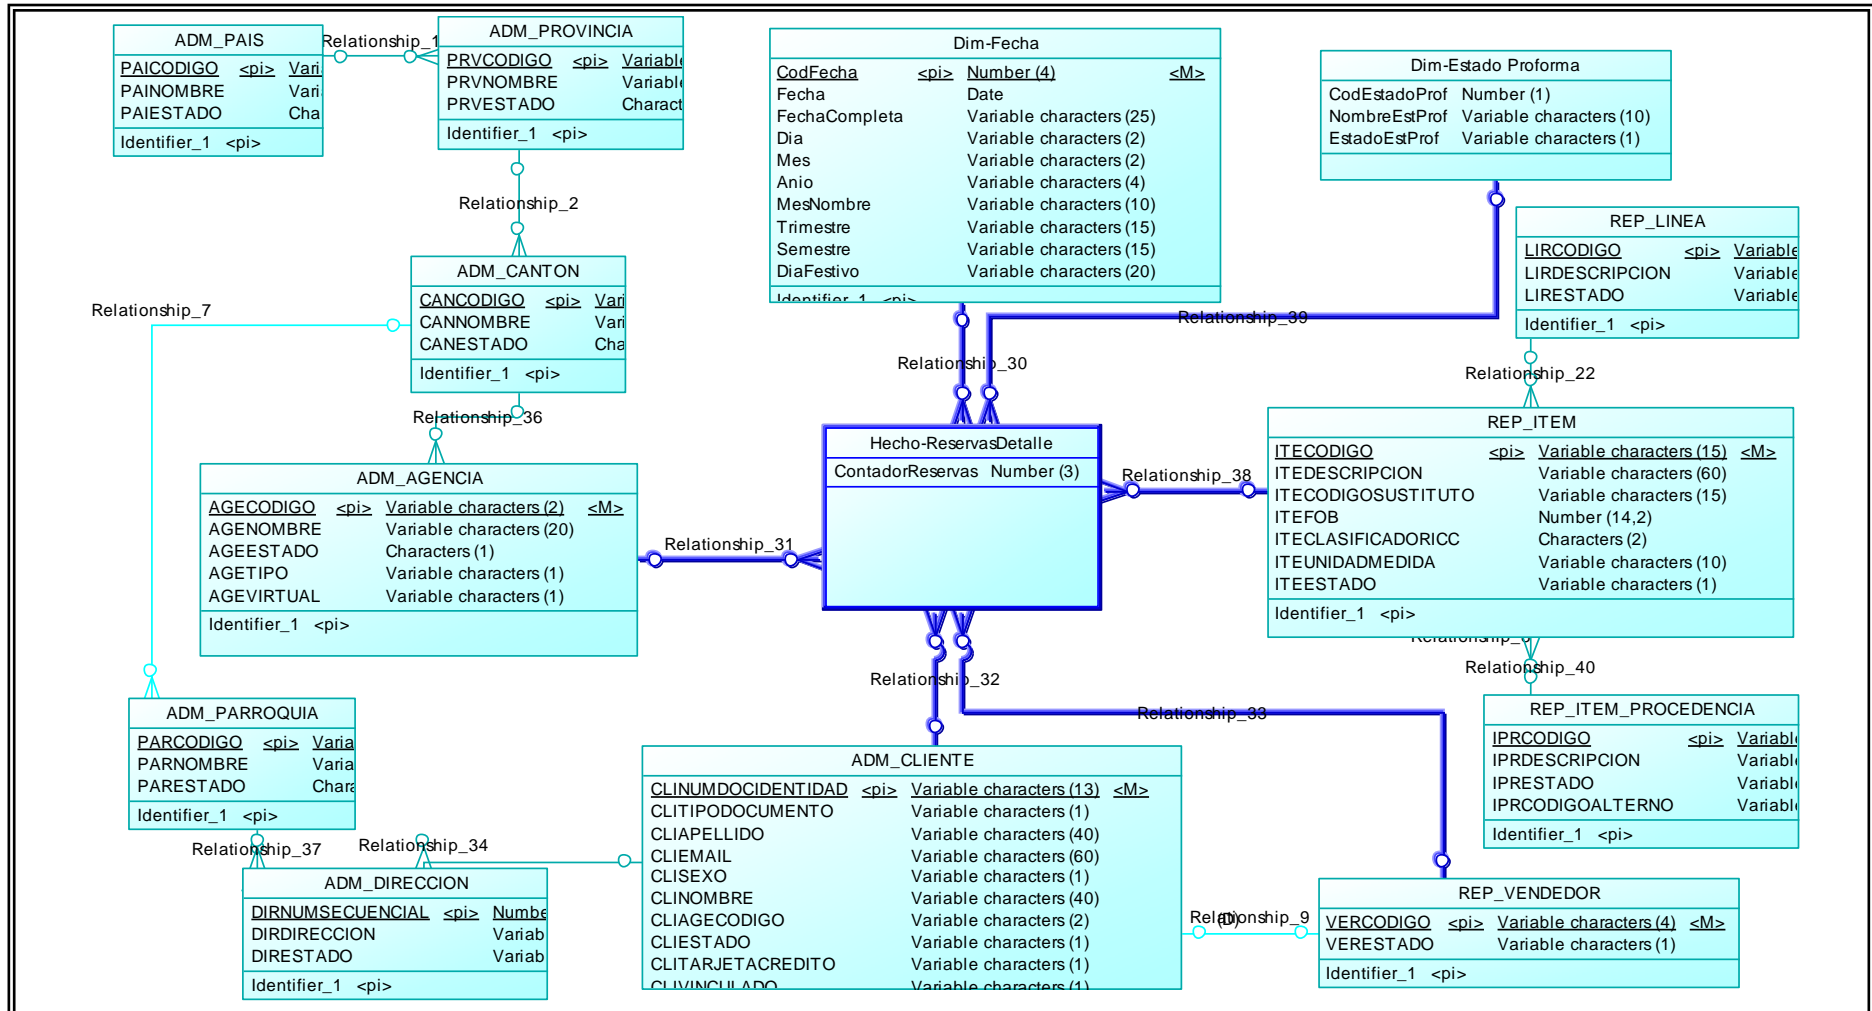 ADM_PAIS
PAICODIGO <pi> Vari
PAINOMBRE Vari
PAIESTADO Cha
Identifier_1 <pi>
Relationship_1
ADM_PROVINCIA
PRVCODIGO <pi> Variable
PRVNOMBRE Variable
PRVESTADO Charact
Identifier_1 <pi>
Relationship_2
Dim-Fecha
CodFecha <pi> Number (4) <M>
Fecha Date
FechaCompleta Variable characters (25)
Dia Variable characters (2)
Mes Variable characters (2)
Anio Variable characters (4)
MesNombre Variable characters (10)
Trimestre Variable characters (15)
Semestre Variable characters (15)
DiaFestivo Variable characters (20)
Identifier_1 <pi>
Dim-Estado Proforma
CodEstadoProf Number (1)
NombreEstProf Variable characters (10)
EstadoEstProf Variable characters (1)
REP_LINEA
LIRCODIGO <pi> Variable
LIRDESCRIPCION Variable
LIRESTADO Variable
Identifier_1 <pi>
ADM_CANTON
CANCODIGO <pi> Vari
CANNOMBRE Vari
CANESTADO Cha
Identifier_1 <pi>
Relationship_7
Relationship_39
Relationship_30
Relationship_22
Relationship_36
ADM_AGENCIA
AGECODIGO <pi> Variable characters (2) <M>
AGENOMBRE Variable characters (20)
AGEESTADO Characters (1)
AGETIPO Variable characters (1)
AGEVIRTUAL Variable characters (1)
Identifier_1 <pi>
Relationship_31
Hecho-ReservasDetalle
ContadorReservas Number (3)
Relationship_38
REP_ITEM
ITECODIGO <pi> Variable characters (15) <M>
ITEDESCRIPCION Variable characters (60)
ITECODIGOSUSTITUTO Variable characters (15)
ITEFOB Number (14,2)
ITECLASIFICADORICC Characters (2)
ITEUNIDADMEDIDA Variable characters (10)
ITEESTADO Variable characters (1)
Identifier_1 <pi>
Relationship_40
Relationship_32
Relationship_33
ADM_PARROQUIA
PARCODIGO <pi> Varia
PARNOMBRE Varia
PARESTADO Chara
Identifier_1 <pi>
Relationship_37
Relationship_34
ADM_DIRECCION
DIRNUMSECUENCIAL <pi> Numbe
DIRDIRECCION Variab
DIRESTADO Variab
Identifier_1 <pi>
ADM_CLIENTE
CLINUMDOCIDENTIDAD <pi> Variable characters (13) <M>
CLITIPODOCUMENTO Variable characters (1)
CLIAPELLIDO Variable characters (40)
CLIEMAIL Variable characters (60)
CLISEXO Variable characters (1)
CLINOMBRE Variable characters (40)
CLIAGECODIGO Variable characters (2)
CLIESTADO Variable characters (1)
CLITARJETACREDITO Variable characters (1)
CLIVINCULADO Variable characters (1)
Relationship_9
(D)
REP_ITEM_PROCEDENCIA
IPRCODIGO <pi> Variable
IPRDESCRIPCION Variabl
IPRESTADO Variabl
IPRCODIGOALTERNO Variabl
Identifier_1 <pi>
REP_VENDEDOR
VERCODIGO <pi> Variable characters (4) <M>
VERESTADO Variable characters (1)
Identifier_1 <pi>